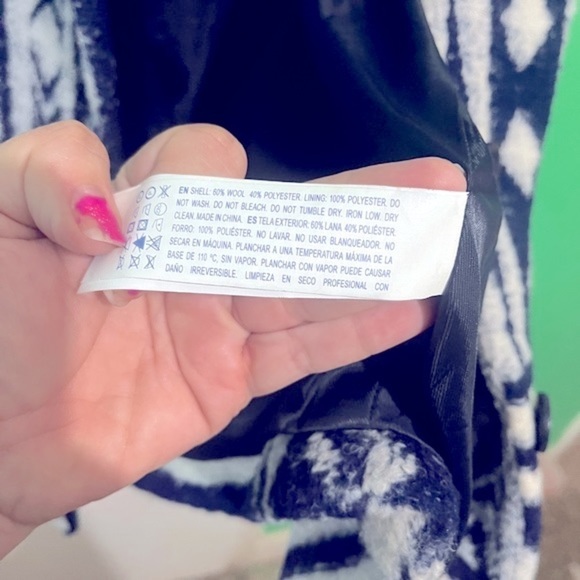 EN SHELL: 60% WOOL. 40% POLYESTER. LINING: 100% POLYESTER. DO
NOT WASH. DO NOT BLEACH. DO NOT TUMBLE DRY. IRON LOW. DRY
CLEAN. MADE IN CHINA. ES TELA EXTERIOR: 60% LANA 40% POLIÉSTER.
FORRO: 100% POLIÉSTER. NO LAVAR. NO USAR BLANQUEADOR. NO
SECAR EN MÁQUINA. PLANCHAR A UNA TEMPERATURA MÁXIMA DE LA
BASE DE 110 ºC, SIN VAPOR. PLANCHAR CON VAPOR PUEDE CAUSAR
DAÑO IRREVERSIBLE. LIMPIEZA EN SECO PROFESIONAL CON